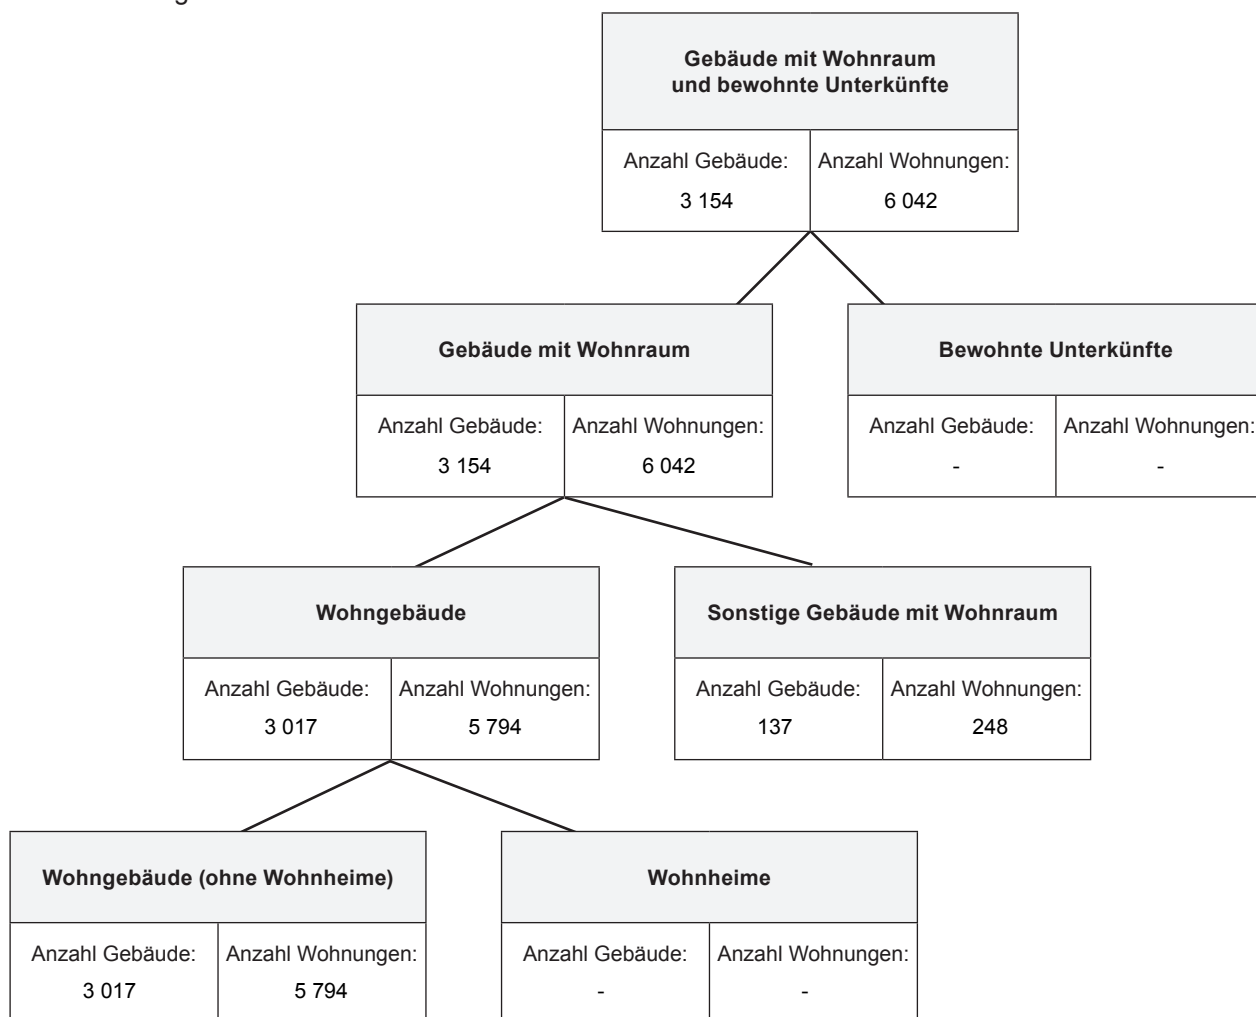 Gebäude mit Wohnraum
und bewohnte Unterkünfte
Anzahl Gebäude: Anzahl Wohnungen:
3 154 6 042
Gebäude mit Wohnraum Bewohnte Unterkünfte
Anzahl Gebäude: Anzahl Wohnungen: Anzahl Gebäude: Anzahl Wohnungen:
3 154 6 042 - -
Wohngebäude Sonstige Gebäude mit Wohnraum
Anzahl Gebäude: Anzahl Wohnungen: Anzahl Gebäude: Anzahl Wohnungen:
3 017 5 794 137 248
Wohngebäude (ohne Wohnheime) Wohnheime
Anzahl Gebäude: Anzahl Wohnungen: Anzahl Gebäude: Anzahl Wohnungen:
3 017 5 794 - -